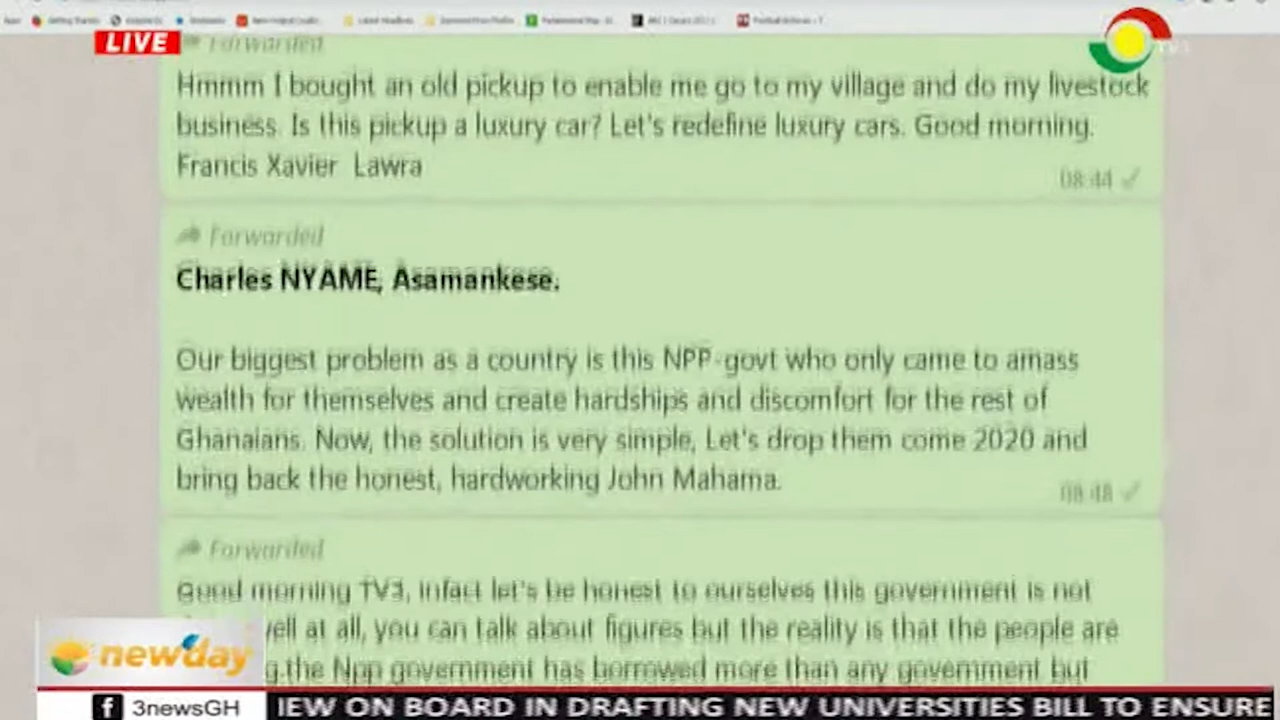 LIVE
Forwarded
TV3
Hmmm I bought an old pickup to enable me go to my village and do my livestock
business. Is this pickup a luxury car? Let's redefine luxury cars. Good morning.
Francis Xavier Lawra
08:44
Forwarded
Charles NYAME, Asamankese.
Our biggest problem as a country is this NPP govt who only came to amass
wealth for themselves and create hardships and discomfort for the rest of
Ghanaians. Now, the solution is very simple, Let's drop them come 2020 and
bring back the honest, hardworking John Mahama.
08:48
Forwarded
Good morning TV3, Infact let's be honest to ourselves this government is not
well at all, you can talk about figures but the reality is that the people are
g.the Npp government has borrowed more than any government but
newday
3newsGH
IEW ON BOARD IN DRAFTING NEW UNIVERSITIES BILL TO ENSURE